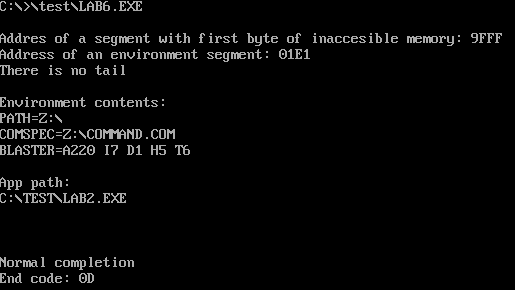 C:\>\test\LAB6.EXE
Addres of a segment with first byte of inaccesible memory: 9FFF
Address of an environment segment: 01E1
There is no tail
Environment contents:
PATH=Z:\
COMSPEC=Z:\COMMAND.COM
BLASTER=A220 I7 D1 H5 T6
App path:
C:\TEST\LAB2.EXE
Normal completion
End code: 0D